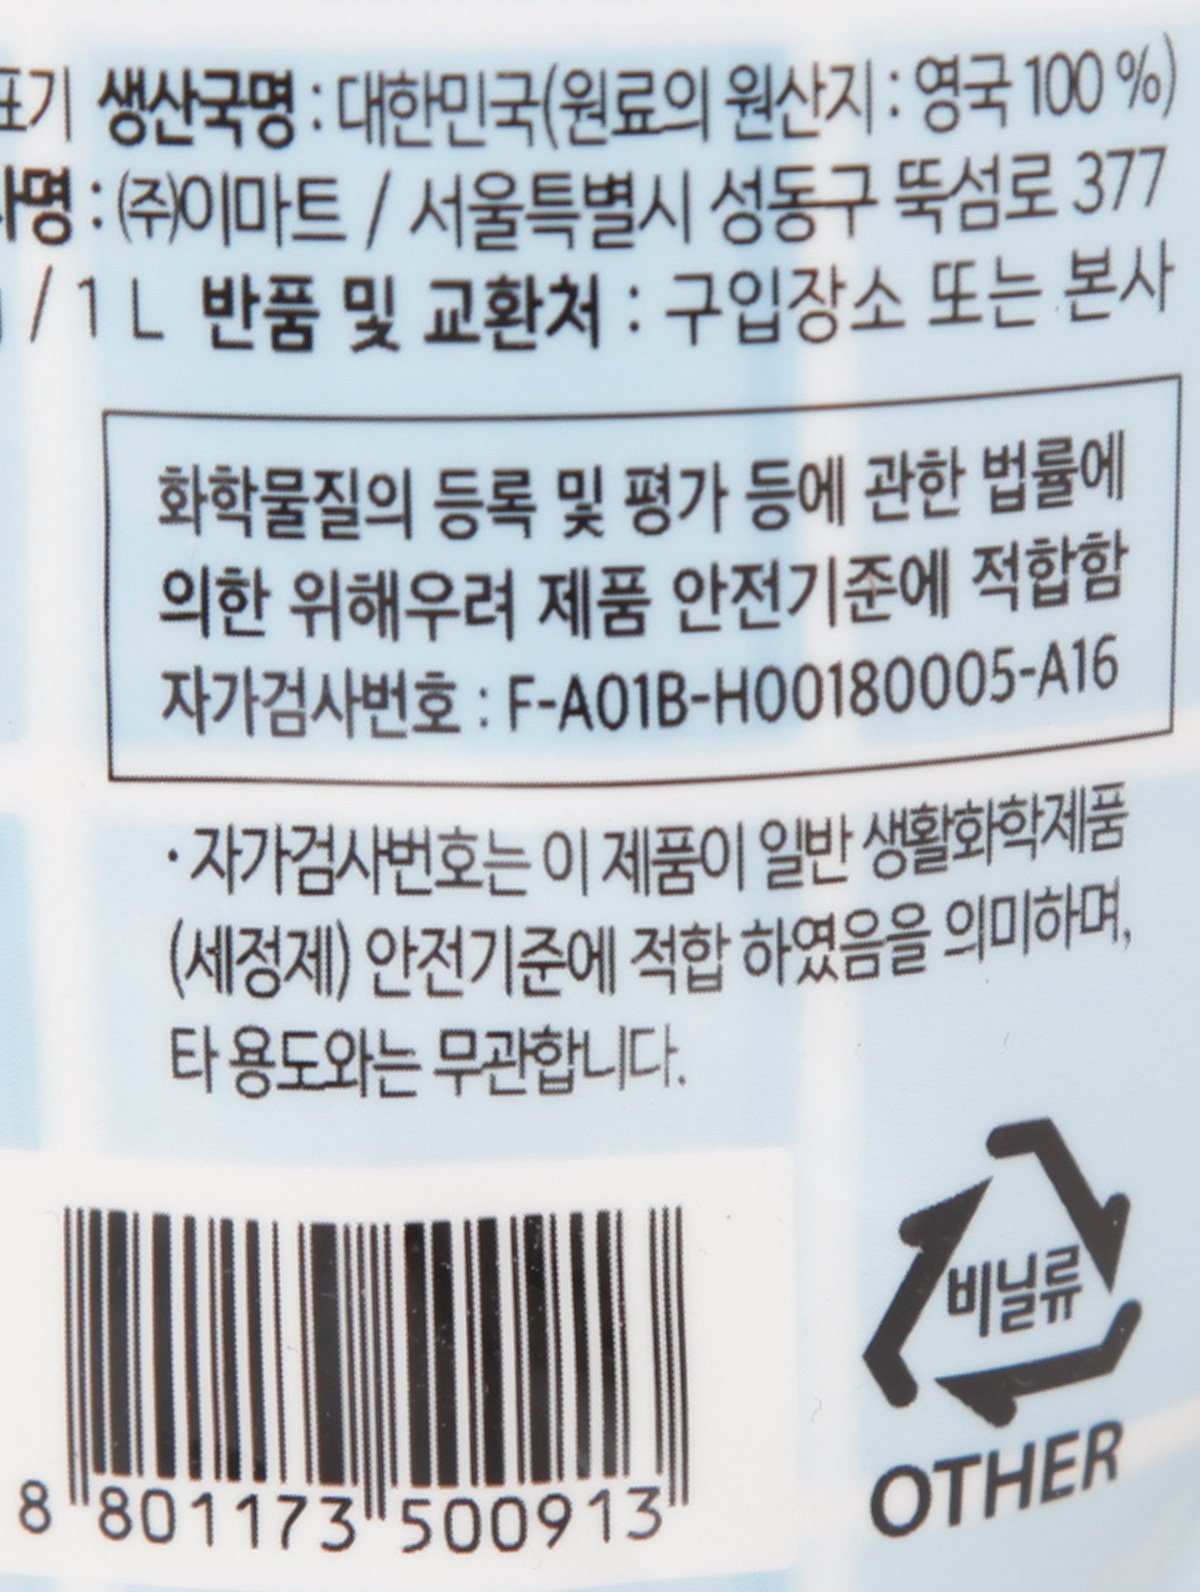 표기 생산국명 : 대한민국(원료의 원산지 : 영국 100 %)
명 : (주)이마트 / 서울특별시 성동구 뚝섬로 377
/ 1 L 반품 및 교환처 : 구입장소 또는 본사
화학물질의 등록 및 평가 등에 관한 법률에
의한 위해우려 제품 안전기준에 적합함
자가검사번호 : F-A01B-H00180005-A16
· 자가검사번호는 이 제품이 일반 생활화학제품
(세정제) 안전기준에 적합 하였음을 의미하며,
타 용도와는 무관합니다.
비닐류
OTHER
8 801173 500913